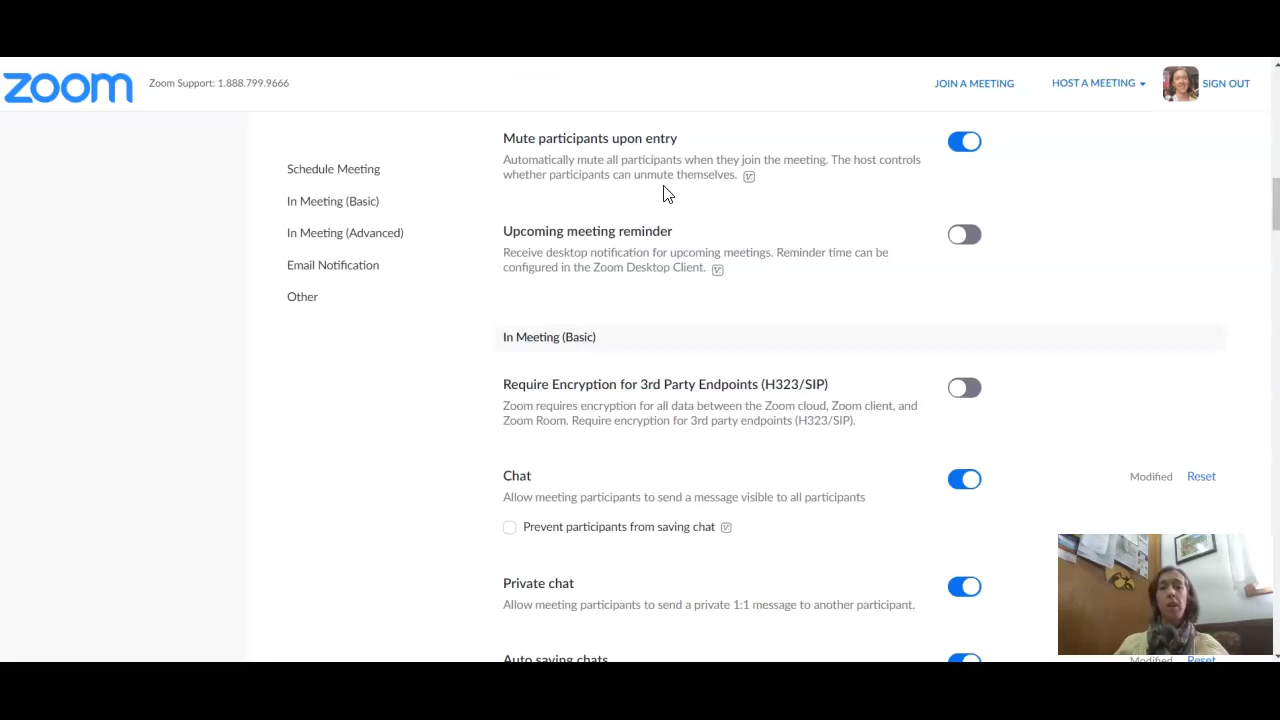 zoom
Zoom Support: 1.888.799.9666
JOIN A MEETING
HOST A MEETING
SIGN OUT
Schedule Meeting
In Meeting (Basic)
In Meeting (Advanced)
Email Notification
Other
Mute participants upon entry
Automatically mute all participants when they join the meeting. The host controls
whether participants can unmute themselves.
Upcoming meeting reminder
Receive desktop notification for upcoming meetings. Reminder time can be
configured in the Zoom Desktop Client.
In Meeting (Basic)
Require Encryption for 3rd Party Endpoints (H323/SIP)
Zoom requires encryption for all data between the Zoom cloud, Zoom client, and
Zoom Room. Require encryption for 3rd party endpoints (H323/SIP).
Chat
Modified Reset
Allow meeting participants to send a message visible to all participants
Prevent participants from saving chat
Private chat
Allow meeting participants to send a private 1:1 message to another participant.
Auto saving chats
Modified Reset